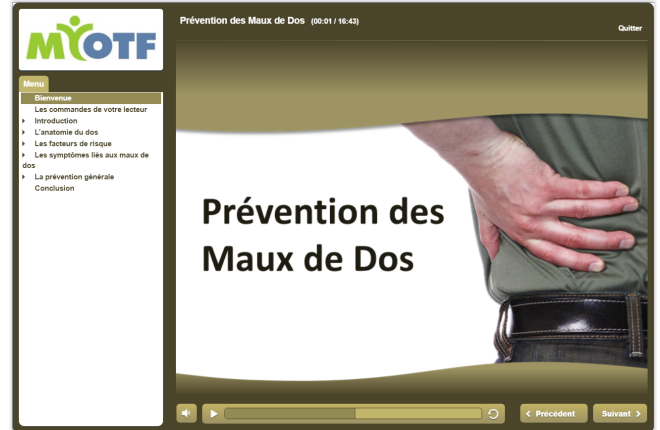 MYOTF
Prévention des Maux de Dos (00:01 / 16:43)
Quitter
Menu
Bienvenue
Les commandes de votre lecteur
Introduction
L'anatomie du dos
Les facteurs de risque
Les symptômes liés aux maux de
dos
La prévention générale
Conclusion
Prévention des
Maux de Dos
Précédent
Suivant